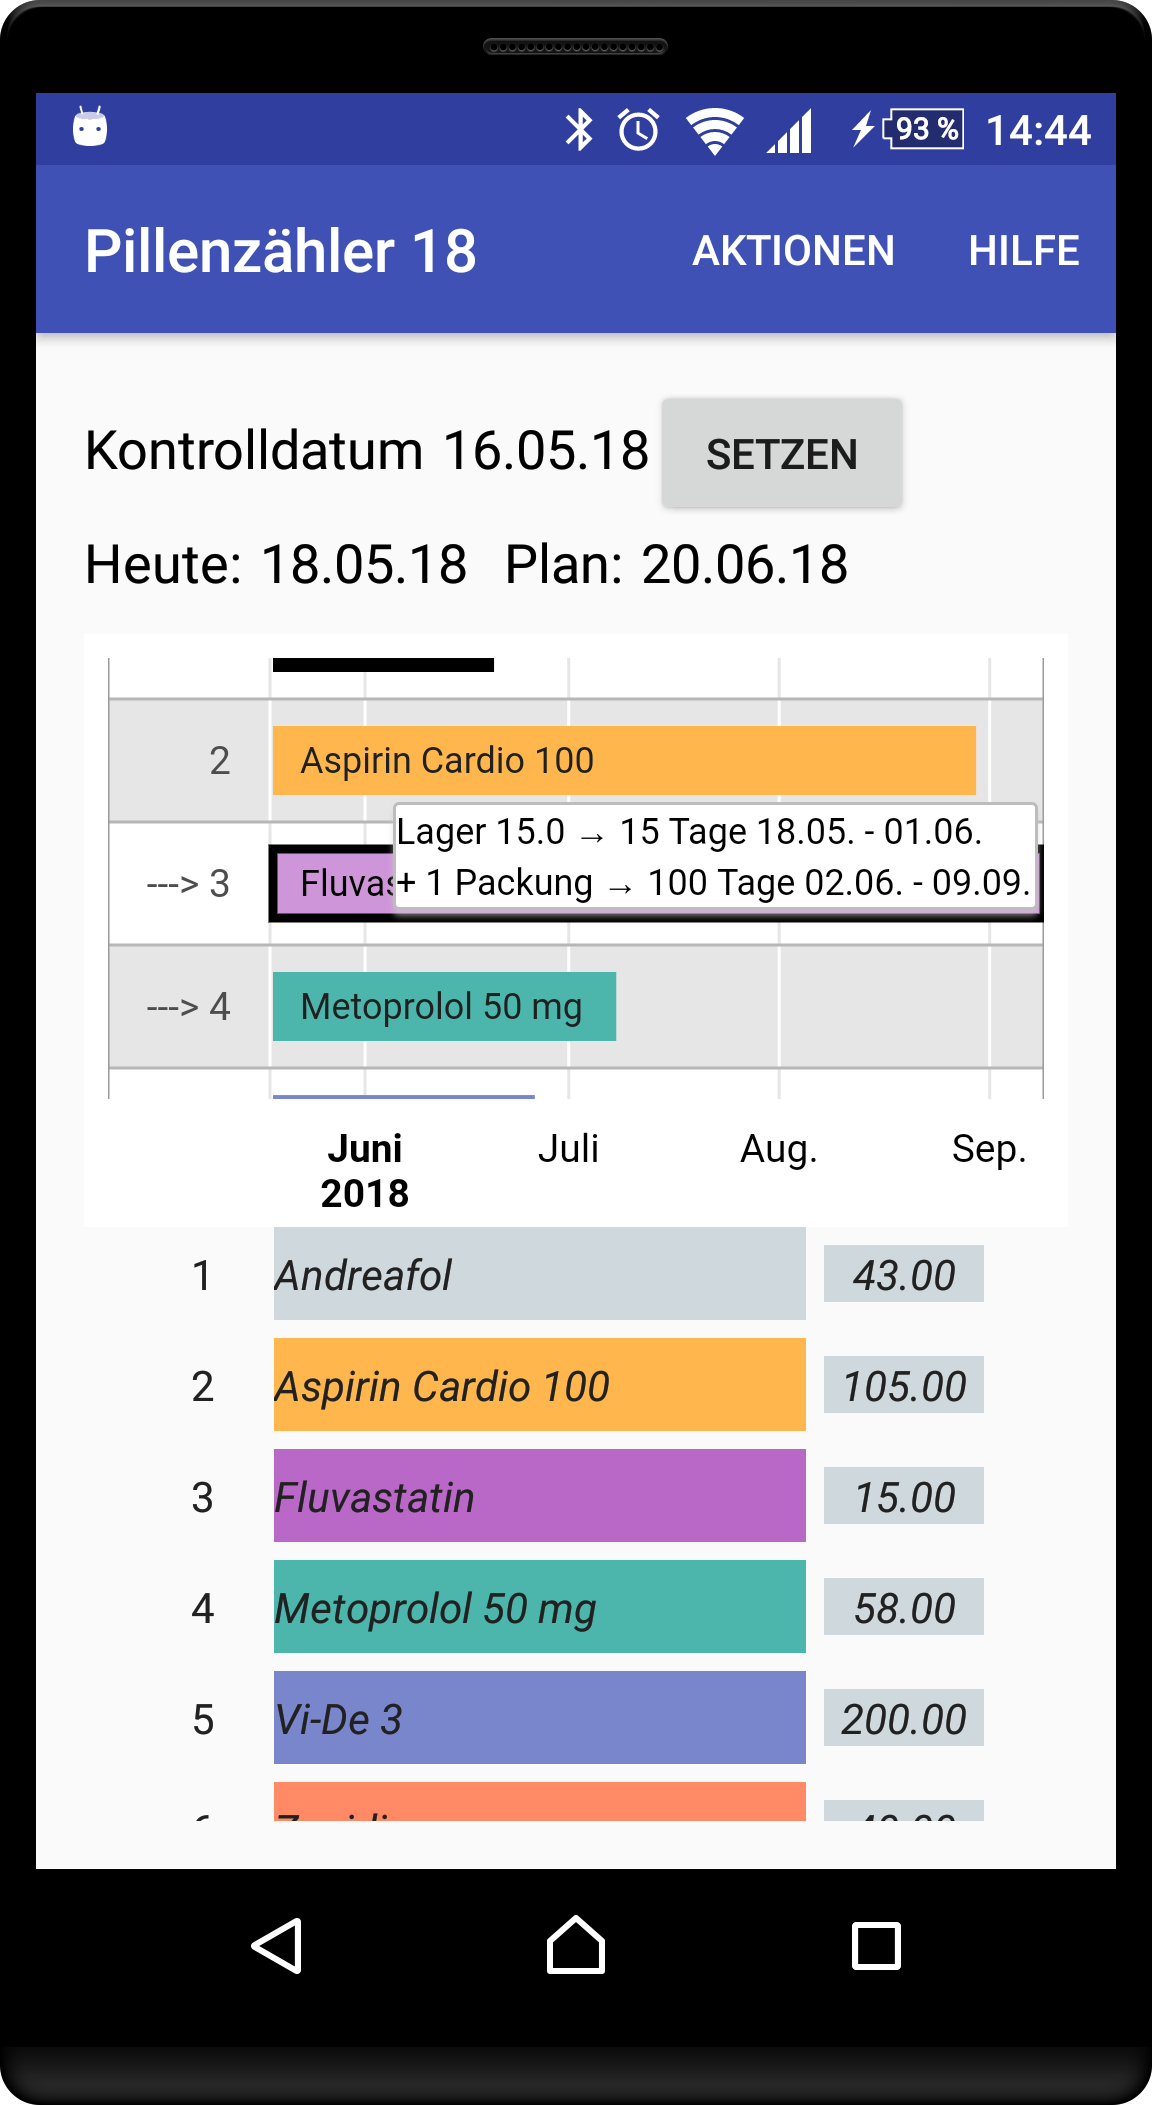 93 % 14:44
Pillenzähler 18 AKTIONEN HILFE
Kontrolldatum 16.05.18 SETZEN
Heute: 18.05.18 Plan: 20.06.18
2 Aspirin Cardio 100
Lager 15.0 → 15 Tage 18.05. - 01.06.
---> 3 Fluvas + 1 Packung → 100 Tage 02.06. - 09.09.
---> 4 Metoprolol 50 mg
Juni Juli Aug. Sep.
2018
1 Andreafol 43.00
2 Aspirin Cardio 100 105.00
3 Fluvastatin 15.00
4 Metoprolol 50 mg 58.00
5 Vi-De 3 200.00